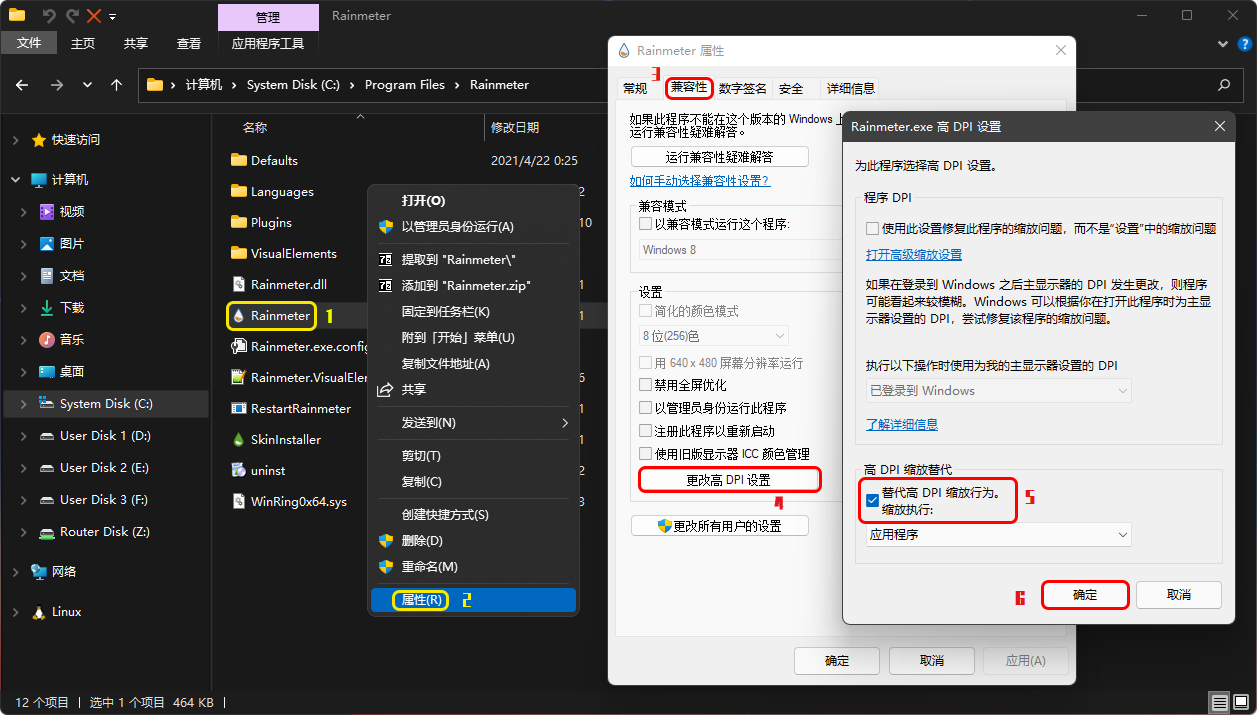 管理
Rainmeter
文件
主页
共享
查看
应用程序工具
计算机
System Disk (C:)
Program Files
Rainmeter
快速访问
计算机
视频
图片
文档
下载
音乐
桌面
System Disk (C:)
User Disk 1 (D:)
User Disk 2 (E:)
User Disk 3 (F:)
Router Disk (Z:)
网络
Linux
名称
修改日期
Defaults
2021/4/22 0:25
Languages
2
Plugins
10
VisualElements
Rainmeter.dll
1
Rainmeter
1
1
Rainmeter.exe.config
Rainmeter.VisualEler
6
RestartRainmeter
1
SkinInstaller
1
uninst
2
WinRing0x64.sys
3
打开(O)
以管理员身份运行(A)
提取到 "Rainmeter\"
添加到 "Rainmeter.zip"
固定到任务栏(K)
附到「开始」菜单(U)
复制文件地址(A)
共享
发送到(N)
剪切(T)
复制(C)
创建快捷方式(S)
删除(D)
重命名(M)
属性(R)
2
Rainmeter 属性
常规
3
兼容性
数字签名
安全
详细信息
如果此程序不能在这个版本的 Windows 上
运行兼容性疑难解答。
运行兼容性疑难解答
如何手动选择兼容性设置?
兼容模式
以兼容模式运行这个程序:
Windows 8
设置
简化的颜色模式
8 位(256)色
用 640 x 480 屏幕分辨率运行
禁用全屏优化
以管理员身份运行此程序
注册此程序以重新启动
使用旧版显示器 ICC 颜色管理
更改高 DPI 设置
4
更改所有用户的设置
确定
取消
应用(A)
Rainmeter.exe 高 DPI 设置
为此程序选择高 DPI 设置。
程序 DPI
使用此设置修复此程序的缩放问题，而不是"设置"中的缩放问题
打开高级缩放设置
如果在登录到 Windows 之后主显示器的 DPI 发生更改，则程序
可能看起来较模糊。Windows 可以根据你在打开此程序时为主显
示器设置的 DPI，尝试修复该程序的缩放问题。
执行以下操作时使用为我的主显示器设置的 DPI
已登录到 Windows
了解详细信息
高 DPI 缩放替代
替代高 DPI 缩放行为。
缩放执行:
5
应用程序
6
确定
取消
12 个项目
选中 1 个项目
464 KB